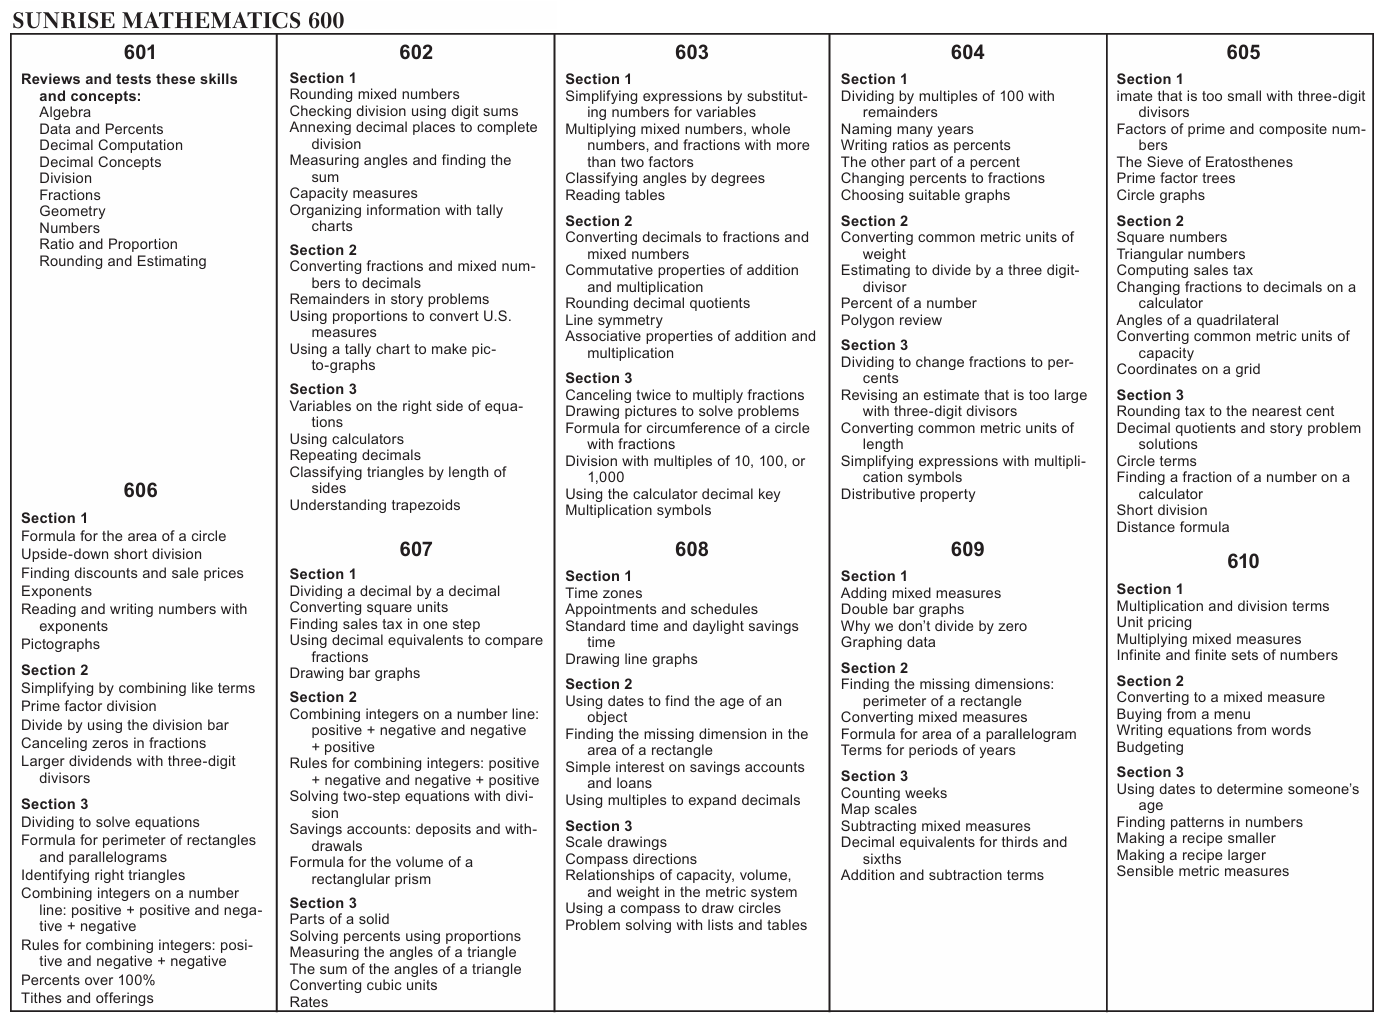 SUNRISE MATHEMATICS 600
601
Reviews and tests these skills
and concepts:
Algebra
Data and Percents
Decimal Computation
Decimal Concepts
Division
Fractions
Geometry
Numbers
Ratio and Proportion
Rounding and Estimating
602
Section 1
Rounding mixed numbers
Checking division using digit sums
Annexing decimal places to complete
division
Measuring angles and finding the
sum
Capacity measures
Organizing information with tally
charts
Section 2
Converting fractions and mixed num-
bers to decimals
Remainders in story problems
Using proportions to convert U.S.
measures
Using a tally chart to make pic-
to-graphs
Section 3
Variables on the right side of equa-
tions
Using calculators
Repeating decimals
Classifying triangles by length of
sides
Understanding trapezoids
603
Section 1
Simplifying expressions by substitut-
ing numbers for variables
Multiplying mixed numbers, whole
numbers, and fractions with more
than two factors
Classifying angles by degrees
Reading tables
Section 2
Converting decimals to fractions and
mixed numbers
Commutative properties of addition
and multiplication
Rounding decimal quotients
Line symmetry
Associative properties of addition and
multiplication
Section 3
Canceling twice to multiply fractions
Drawing pictures to solve problems
Formula for circumference of a circle
with fractions
Division with multiples of 10, 100, or
1,000
Using the calculator decimal key
Multiplication symbols
604
Section 1
Dividing by multiples of 100 with
remainders
Naming many years
Writing ratios as percents
The other part of a percent
Changing percents to fractions
Choosing suitable graphs
Section 2
Converting common metric units of
weight
Estimating to divide by a three digit-
divisor
Percent of a number
Polygon review
Section 3
Dividing to change fractions to per-
cents
Revising an estimate that is too large
with three-digit divisors
Converting common metric units of
length
Simplifying expressions with multipli-
cation symbols
Distributive property
605
Section 1
imate that is too small with three-digit
divisors
Factors of prime and composite num-
bers
The Sieve of Eratosthenes
Prime factor trees
Circle graphs
Section 2
Square numbers
Triangular numbers
Computing sales tax
Changing fractions to decimals on a
calculator
Angles of a quadrilateral
Converting common metric units of
capacity
Coordinates on a grid
Section 3
Rounding tax to the nearest cent
Decimal quotients and story problem
solutions
Circle terms
Finding a fraction of a number on a
calculator
Short division
Distance formula
606
Section 1
Formula for the area of a circle
Upside-down short division
Finding discounts and sale prices
Exponents
Reading and writing numbers with
exponents
Pictographs
Section 2
Simplifying by combining like terms
Prime factor division
Divide by using the division bar
Canceling zeros in fractions
Larger dividends with three-digit
divisors
Section 3
Dividing to solve equations
Formula for perimeter of rectangles
and parallelograms
Identifying right triangles
Combining integers on a number
line: positive + positive and nega-
tive + negative
Rules for combining integers: posi-
tive and negative + negative
Percents over 100%
Tithes and offerings
607
Section 1
Dividing a decimal by a decimal
Converting square units
Finding sales tax in one step
Using decimal equivalents to compare
fractions
Drawing bar graphs
Section 2
Combining integers on a number line:
positive + negative and negative
+ positive
Rules for combining integers: positive
+ negative and negative + positive
Solving two-step equations with divi-
sion
Savings accounts: deposits and with-
drawals
Formula for the volume of a
rectanglular prism
Section 3
Parts of a solid
Solving percents using proportions
Measuring the angles of a triangle
The sum of the angles of a triangle
Converting cubic units
Rates
608
Section 1
Time zones
Appointments and schedules
Standard time and daylight savings
time
Drawing line graphs
Section 2
Using dates to find the age of an
object
Finding the missing dimension in the
area of a rectangle
Simple interest on savings accounts
and loans
Using multiples to expand decimals
Section 3
Scale drawings
Compass directions
Relationships of capacity, volume,
and weight in the metric system
Using a compass to draw circles
Problem solving with lists and tables
609
Section 1
Adding mixed measures
Double bar graphs
Why we don't divide by zero
Graphing data
Section 2
Finding the missing dimensions:
perimeter of a rectangle
Converting mixed measures
Formula for area of a parallelogram
Terms for periods of years
Section 3
Counting weeks
Map scales
Subtracting mixed measures
Decimal equivalents for thirds and
sixths
Addition and subtraction terms
610
Section 1
Multiplication and division terms
Unit pricing
Multiplying mixed measures
Infinite and finite sets of numbers
Section 2
Converting to a mixed measure
Buying from a menu
Writing equations from words
Budgeting
Section 3
Using dates to determine someone's
age
Finding patterns in numbers
Making a recipe smaller
Making a recipe larger
Sensible metric measures